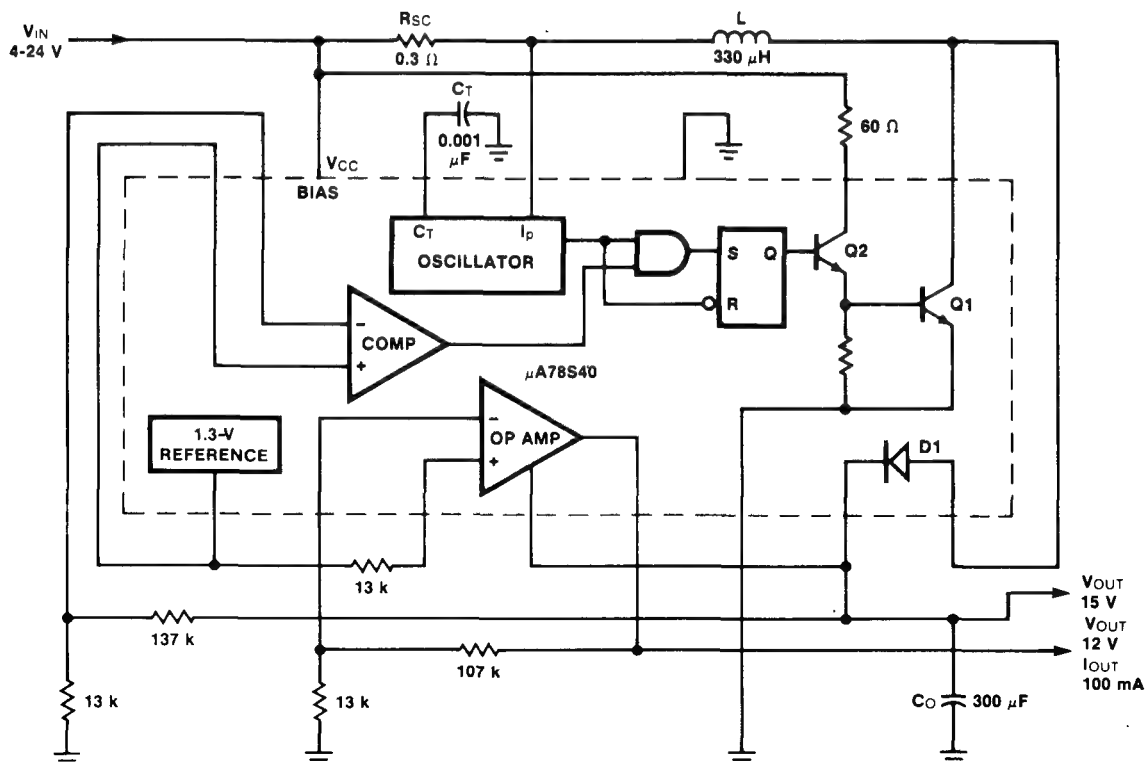 VIN
4-24 V
RSC
0.3 Ω
L
330 μH
CT
0.001
μF
60 Ω
VCC
BIAS
CT
Ip
OSCILLATOR
S
Q
R
Q2
Q1
-
COMP
+
μA78S40
1.3-V
REFERENCE
-
OP AMP
+
D1
13 k
137 k
107 k
13 k
13 k
VOUT
15 V
VOUT
12 V
IOUT
100 mA
CO
300 μF